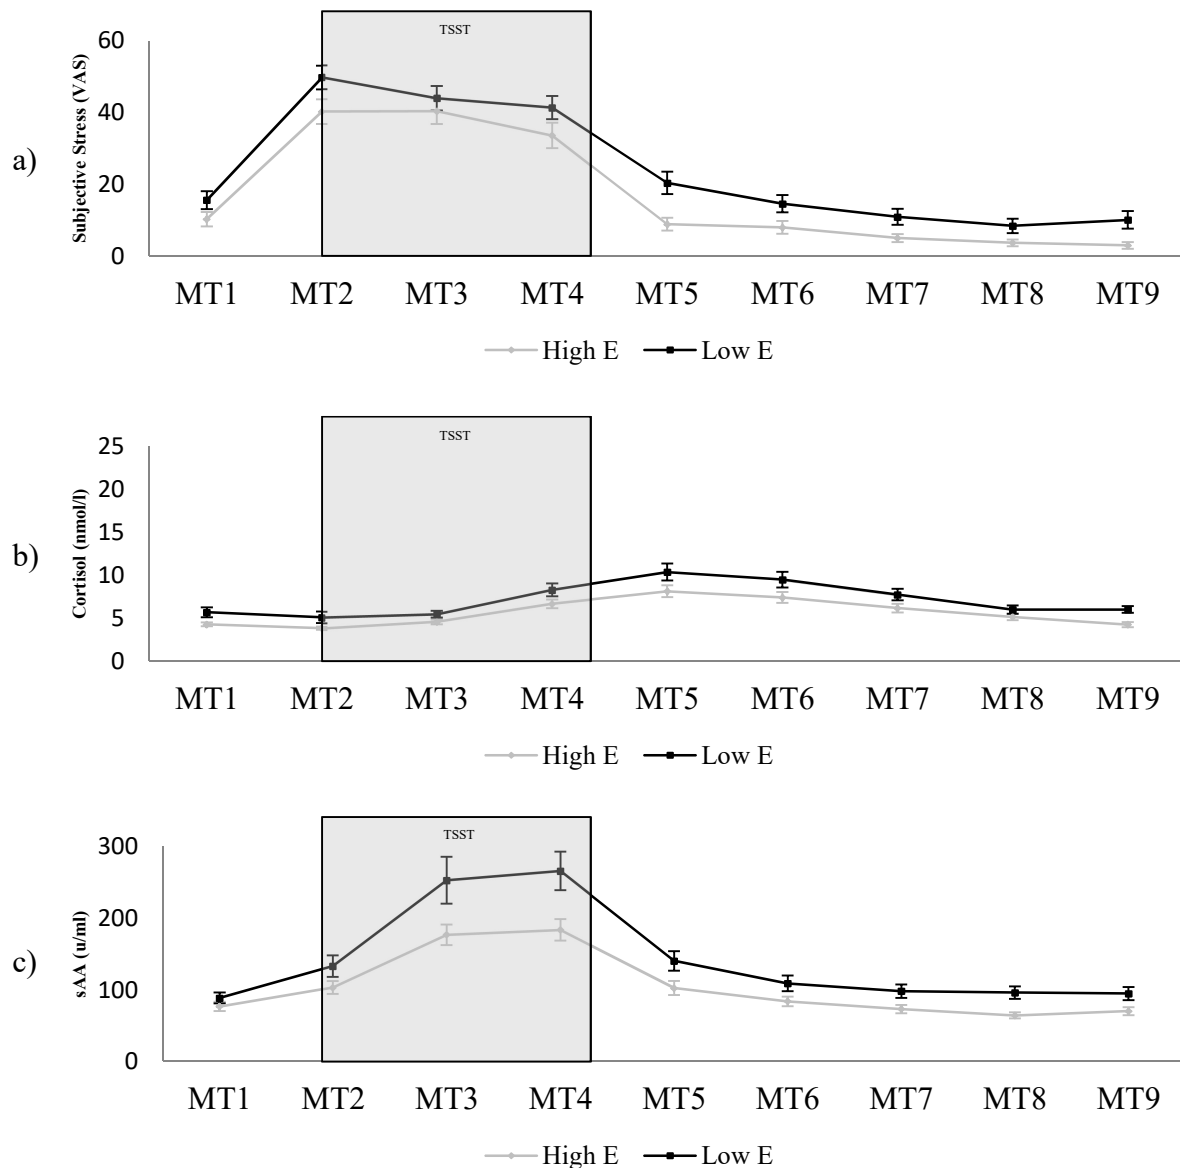 a)
Subjective Stress (VAS)
TSST
60
40
20
0
MT1 MT2 MT3 MT4 MT5 MT6 MT7 MT8 MT9
High E Low E
b)
Cortisol (nmol/l)
TSST
25
20
15
10
5
0
MT1 MT2 MT3 MT4 MT5 MT6 MT7 MT8 MT9
High E Low E
c)
sAA (u/ml)
TSST
300
200
100
0
MT1 MT2 MT3 MT4 MT5 MT6 MT7 MT8 MT9
High E Low E